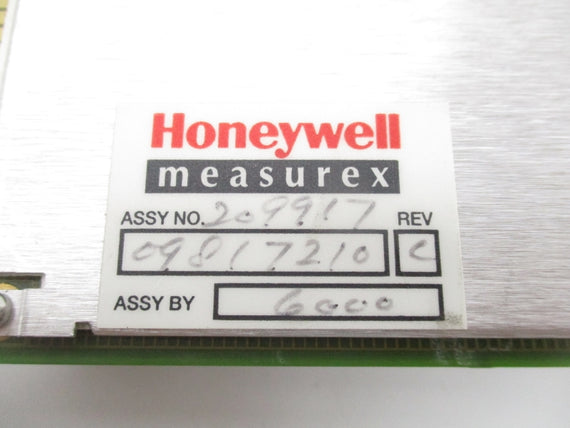 Honeywell
measurex
ASSY NO. 209917 REV
09817210 C
ASSY BY 6000